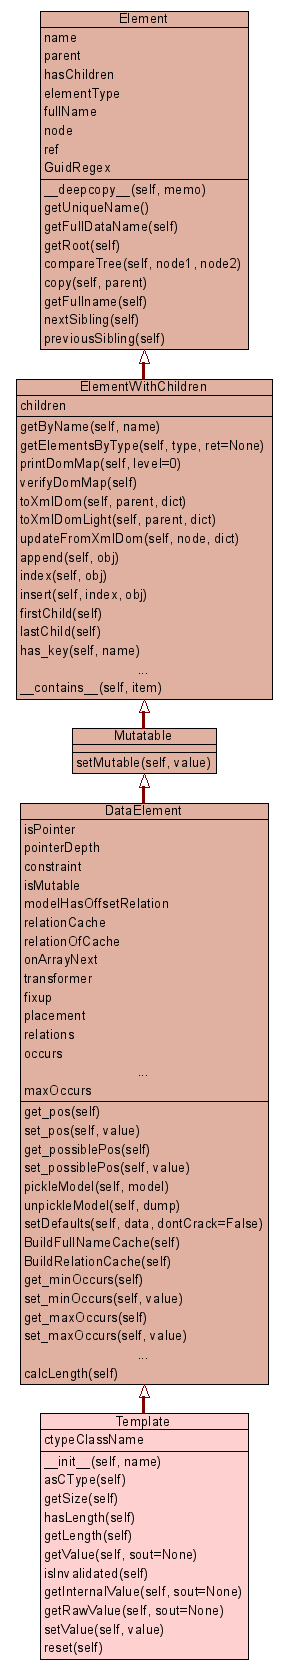 Element
name
parent
hasChildren
elementType
fullName
node
ref
GuidRegex
__deepcopy__(self, memo)
getUniqueName()
getFullDataName(self)
getRoot(self)
compareTree(self, node1, node2)
copy(self, parent)
getFullname(self)
nextSibling(self)
previousSibling(self)
ElementWithChildren
children
getByName(self, name)
getElementsByType(self, type, ret=None)
printDomMap(self, level=0)
verifyDomMap(self)
toXmlDom(self, parent, dict)
toXmlDomLight(self, parent, dict)
updateFromXmlDom(self, node, dict)
append(self, obj)
index(self, obj)
insert(self, index, obj)
firstChild(self)
lastChild(self)
has_key(self, name)
...
__contains__(self, item)
Mutatable
setMutable(self, value)
DataElement
isPointer
pointerDepth
constraint
isMutable
modelHasOffsetRelation
relationCache
relationOfCache
onArrayNext
transformer
fixup
placement
relations
occurs
...
maxOccurs
get_pos(self)
set_pos(self, value)
get_possiblePos(self)
set_possiblePos(self, value)
pickleModel(self, model)
unpickleModel(self, dump)
setDefaults(self, data, dontCrack=False)
BuildFullNameCache(self)
BuildRelationCache(self)
get_minOccurs(self)
set_minOccurs(self, value)
get_maxOccurs(self)
set_maxOccurs(self, value)
...
calcLength(self)
Template
ctypeClassName
__init__(self, name)
asCType(self)
getSize(self)
hasLength(self)
getLength(self)
getValue(self, sout=None)
isInvalidated(self)
getInternalValue(self, sout=None)
getRawValue(self, sout=None)
setValue(self, value)
reset(self)